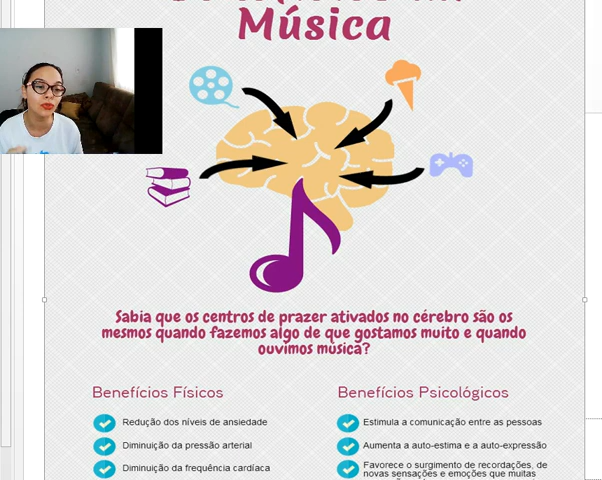 Música
Sabia que os centros de prazer ativados no cérebro são os
mesmos quando fazemos algo de que gostamos muito e quando
ouvimos música?
Benefícios Físicos
Redução dos níveis de ansiedade
Diminuição da pressão arterial
Diminuição da frequência cardíaca
Benefícios Psicológicos
Estimula a comunicação entre as pessoas
Aumenta a auto-estima e a auto-expressão
Favorece o surgimento de recordações, de
novas sensações e emoções que muitas